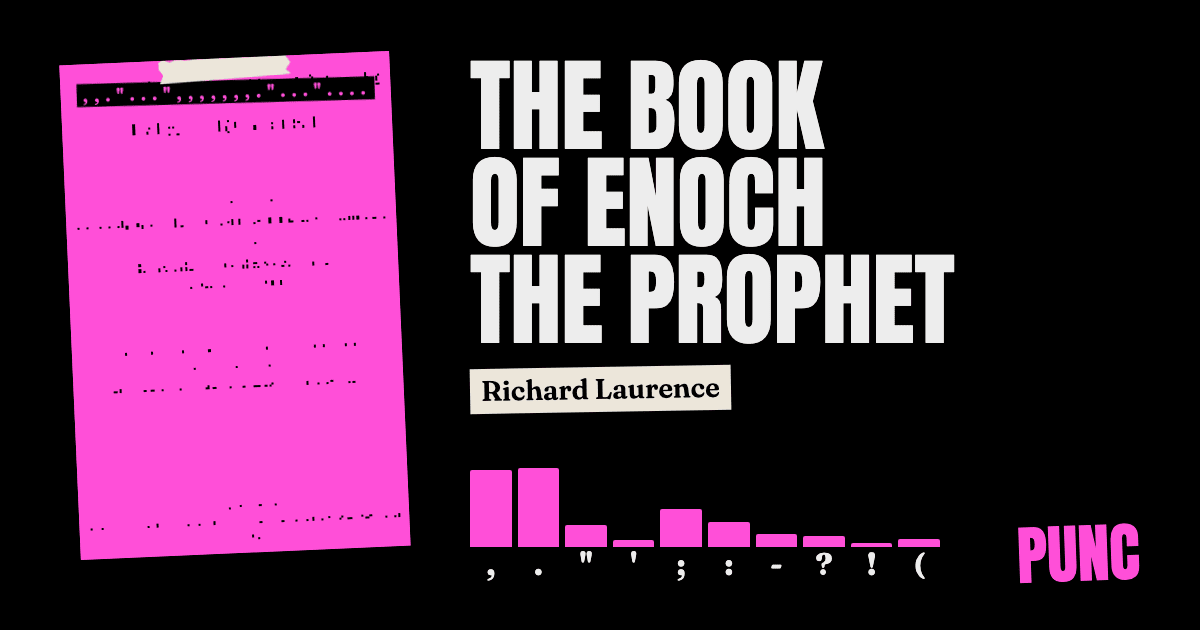 ,,."...",,,,,,,,."..."....
THE BOOK
OF ENOCH
THE PROPHET
Richard Laurence
, . " ' ; : - ? ! (
PUNC